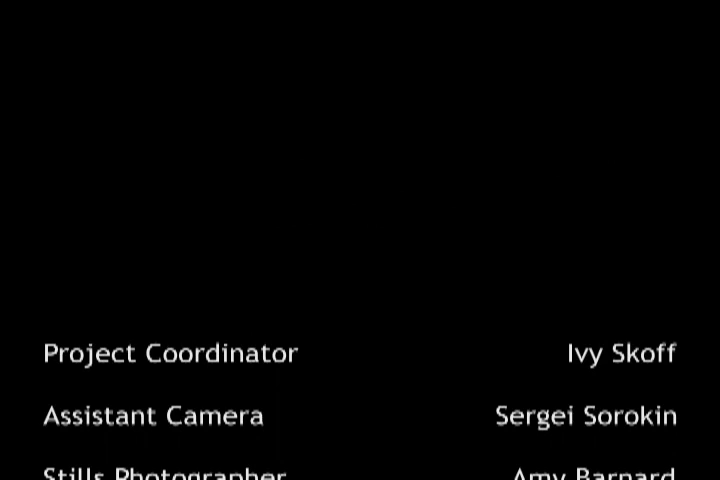 Project Coordinator Ivy Skoff
Assistant Camera Sergei Sorokin
Stills Photographer Amy Barnard